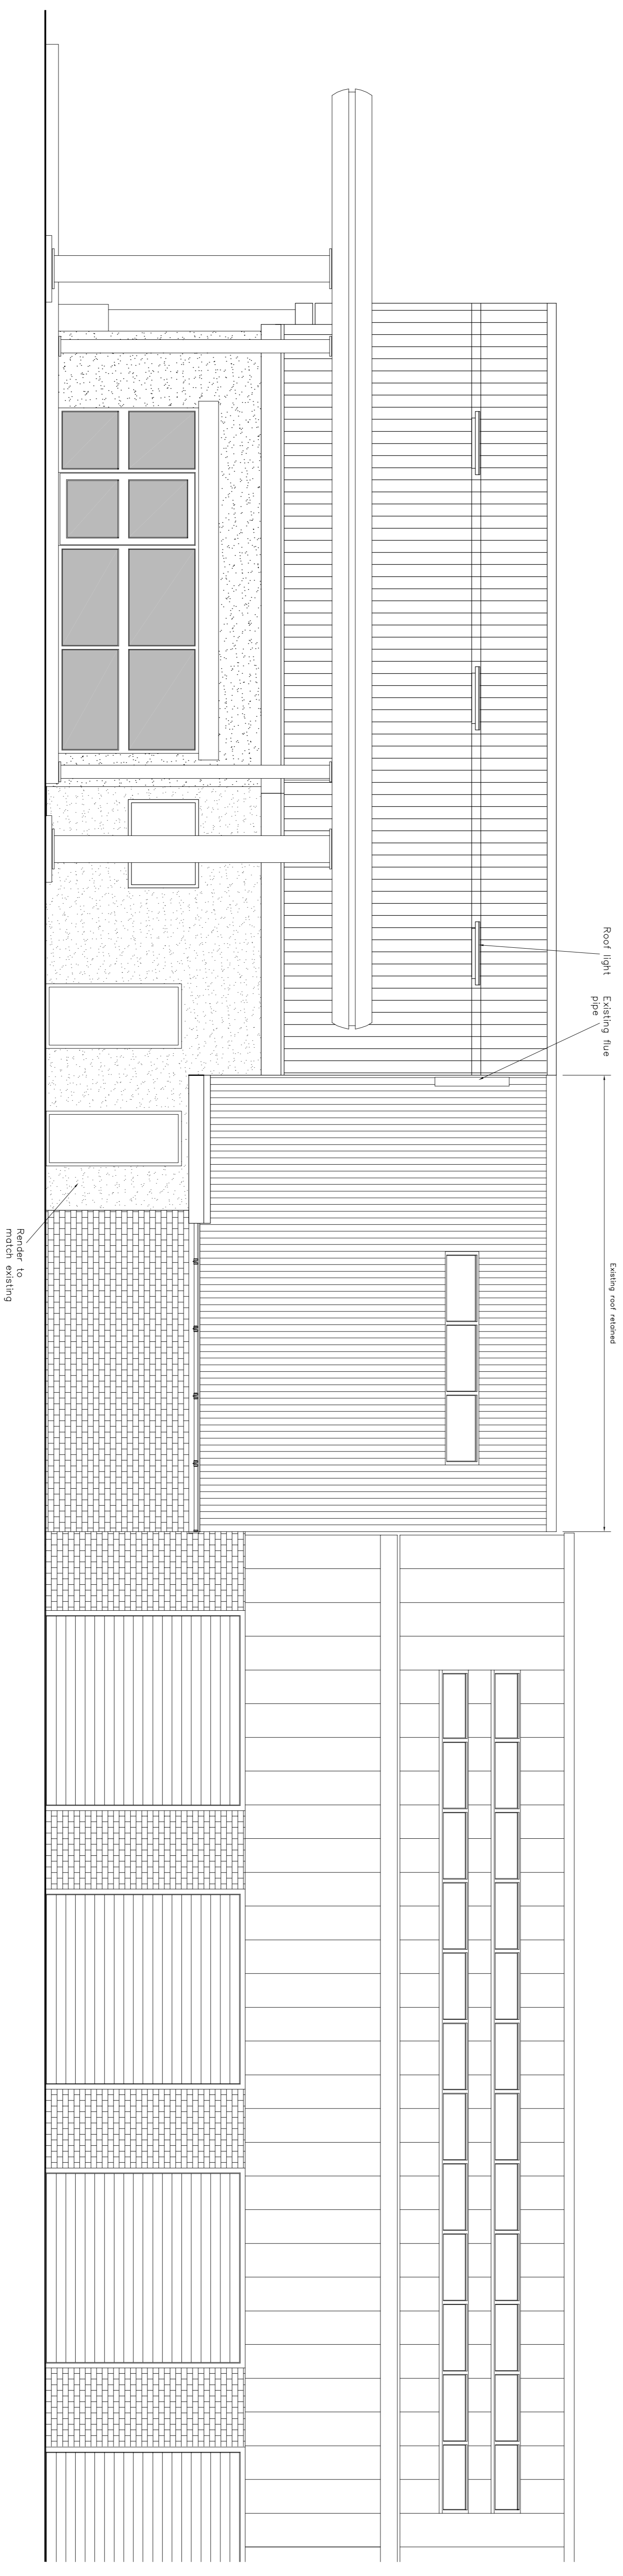 Roof light
Existing flue
pipe
Existing roof retained
Render to
match existing